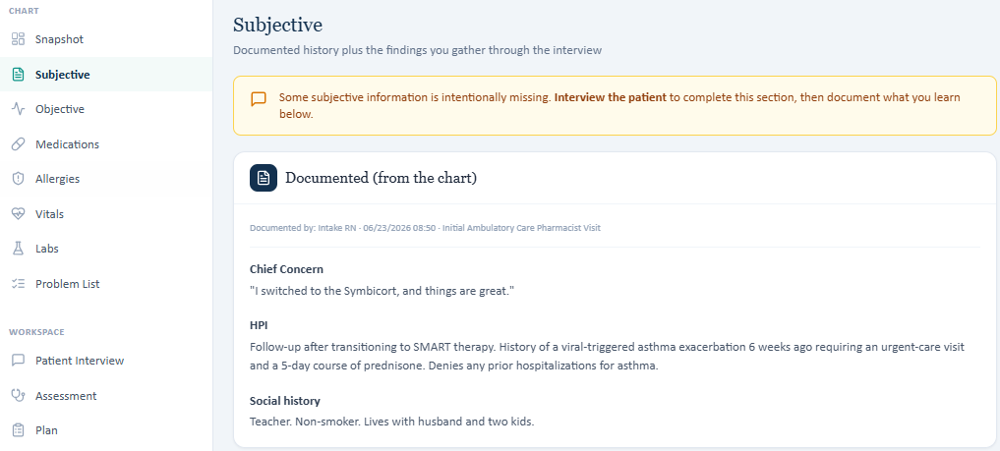 CHART
Snapshot
Subjective
Objective
Medications
Allergies
Vitals
Labs
Problem List
WORKSPACE
Patient Interview
Assessment
Plan
Subjective
Documented history plus the findings you gather through the interview
Some subjective information is intentionally missing. Interview the patient to complete this section, then document what you learn
below.
Documented (from the chart)
Documented by: Intake RN · 06/23/2026 08:50 · Initial Ambulatory Care Pharmacist Visit
Chief Concern
"I switched to the Symbicort, and things are great."
HPI
Follow-up after transitioning to SMART therapy. History of a viral-triggered asthma exacerbation 6 weeks ago requiring an urgent-care visit
and a 5-day course of prednisone. Denies any prior hospitalizations for asthma.
Social history
Teacher. Non-smoker. Lives with husband and two kids.